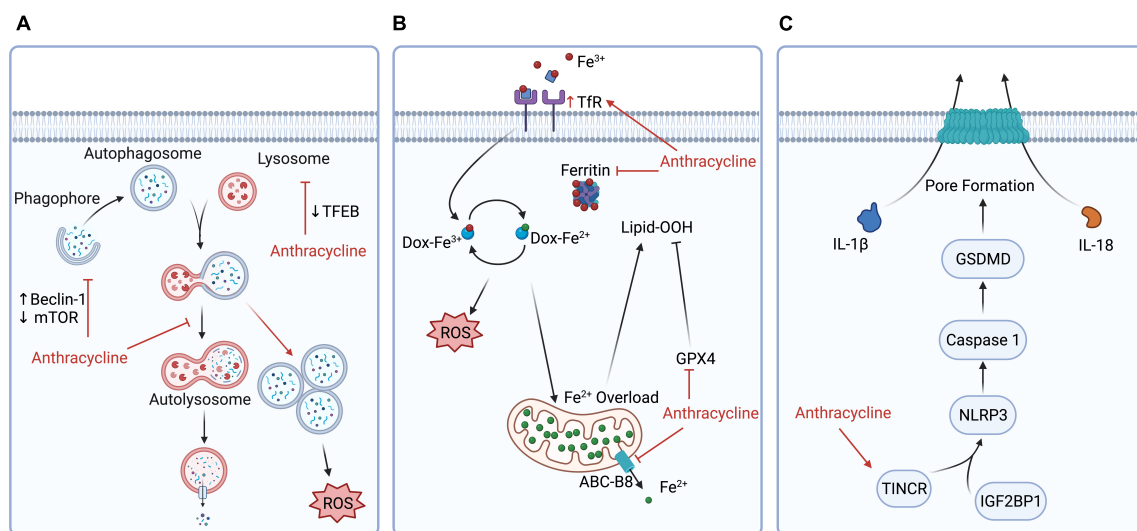 A
Autophagosome
Lysosome
Phagophore
↓TFEB
Anthracycline
↑Beclin-1
↓ mTOR
Anthracycline
Autolysosome
ROS
B
Fe³⁺
↑TfR
Anthracycline
Ferritin
Dox-Fe³⁺
Dox-Fe²⁺
Lipid-OOH
ROS
GPX4
Fe²⁺ Overload
Anthracycline
ABC-B8
Fe²⁺
C
Pore Formation
IL-1β
IL-18
GSDMD
Caspase 1
NLRP3
Anthracycline
TINCR
IGF2BP1